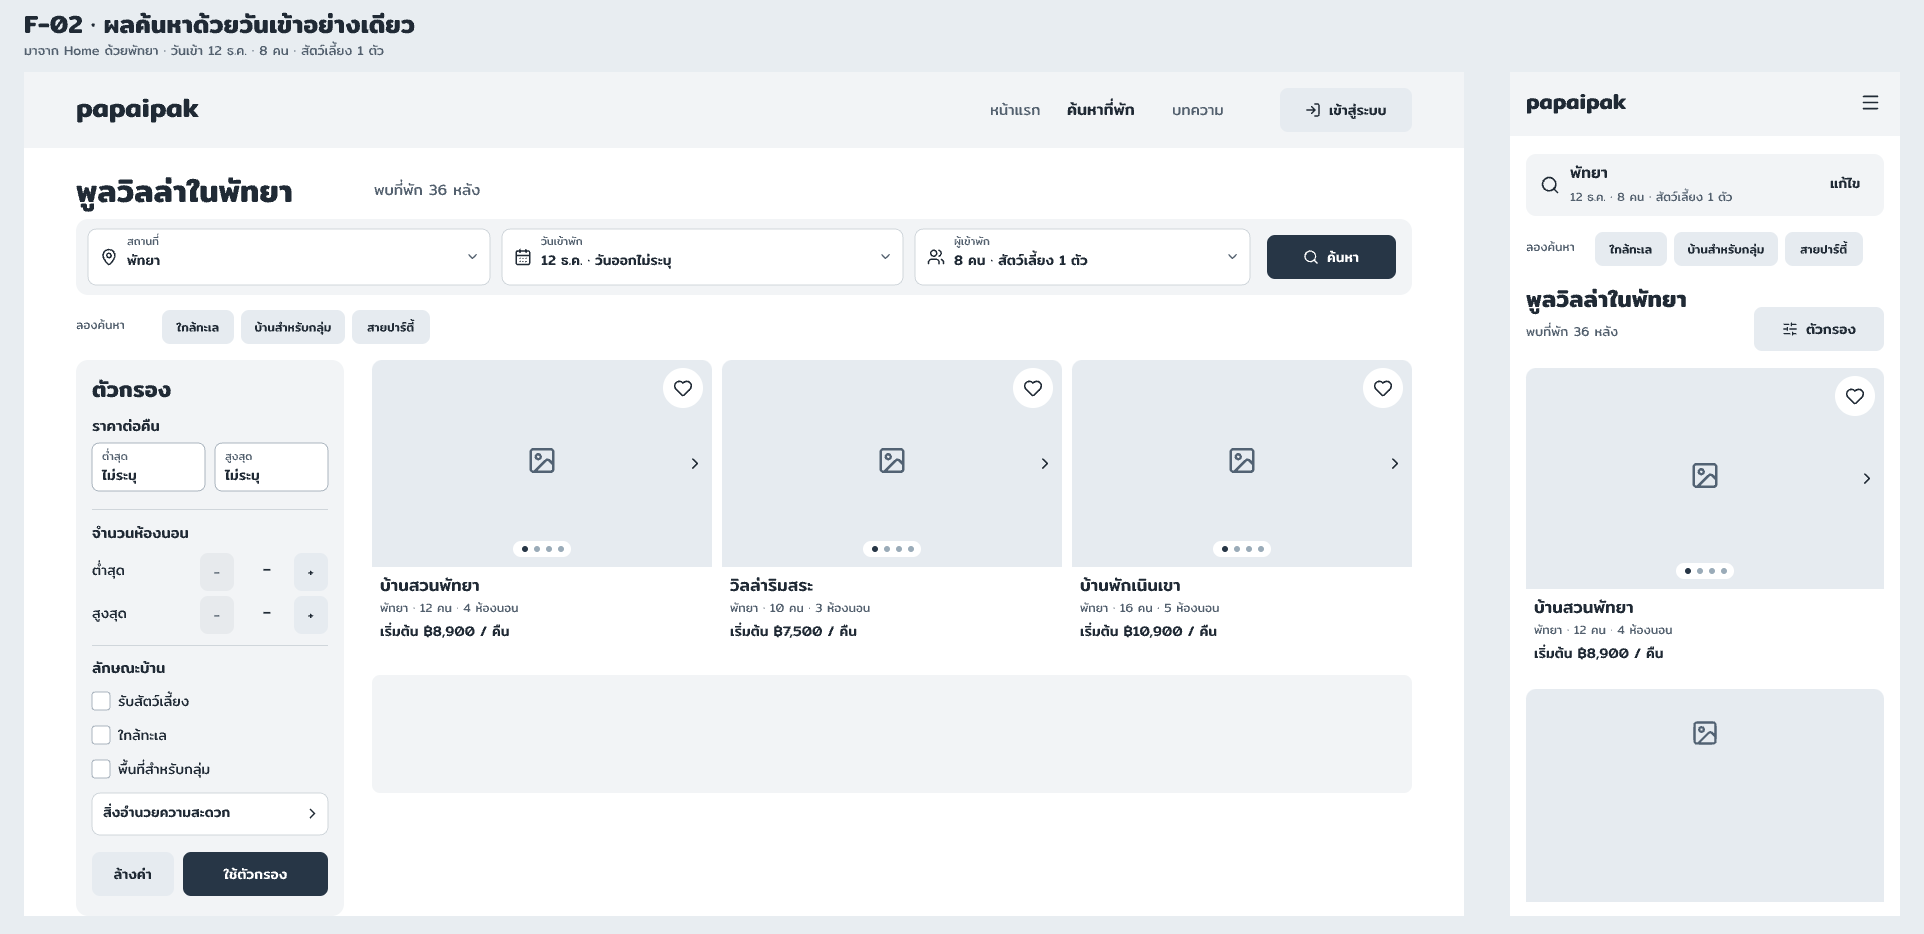 F-02 · ผลค้นหาด้วยวันเข้าอย่างเดียว
มาจาก Home ด้วยพัทยา · วันเข้า 12 ธ.ค. · 8 คน · สัตว์เลี้ยง 1 ตัว
papaipak
หน้าแรก
ค้นหาที่พัก
บทความ
เข้าสู่ระบบ
พูลวิลล่าในพัทยา
พบที่พัก 36 หลัง
สถานที่
พัทยา
วันเข้าพัก
12 ธ.ค. · วันออกไม่ระบุ
ผู้เข้าพัก
8 คน · สัตว์เลี้ยง 1 ตัว
ค้นหา
ลองค้นหา
ใกล้ทะเล
บ้านสำหรับกลุ่ม
สายปาร์ตี้
ตัวกรอง
ราคาต่อคืน
ต่ำสุด
ไม่ระบุ
สูงสุด
ไม่ระบุ
จำนวนห้องนอน
ต่ำสุด
- – +
สูงสุด
- – +
ลักษณะบ้าน
รับสัตว์เลี้ยง
ใกล้ทะเล
พื้นที่สำหรับกลุ่ม
สิ่งอำนวยความสะดวก
ล้างค่า
ใช้ตัวกรอง
บ้านสวนพัทยา
พัทยา · 12 คน · 4 ห้องนอน
เริ่มต้น ฿8,900 / คืน
วิลล่าริมสระ
พัทยา · 10 คน · 3 ห้องนอน
เริ่มต้น ฿7,500 / คืน
บ้านพักเนินเขา
พัทยา · 16 คน · 5 ห้องนอน
เริ่มต้น ฿10,900 / คืน
papaipak
พัทยา
12 ธ.ค. · 8 คน · สัตว์เลี้ยง 1 ตัว
แก้ไข
ลองค้นหา
ใกล้ทะเล
บ้านสำหรับกลุ่ม
สายปาร์ตี้
พูลวิลล่าในพัทยา
พบที่พัก 36 หลัง
ตัวกรอง
บ้านสวนพัทยา
พัทยา · 12 คน · 4 ห้องนอน
เริ่มต้น ฿8,900 / คืน